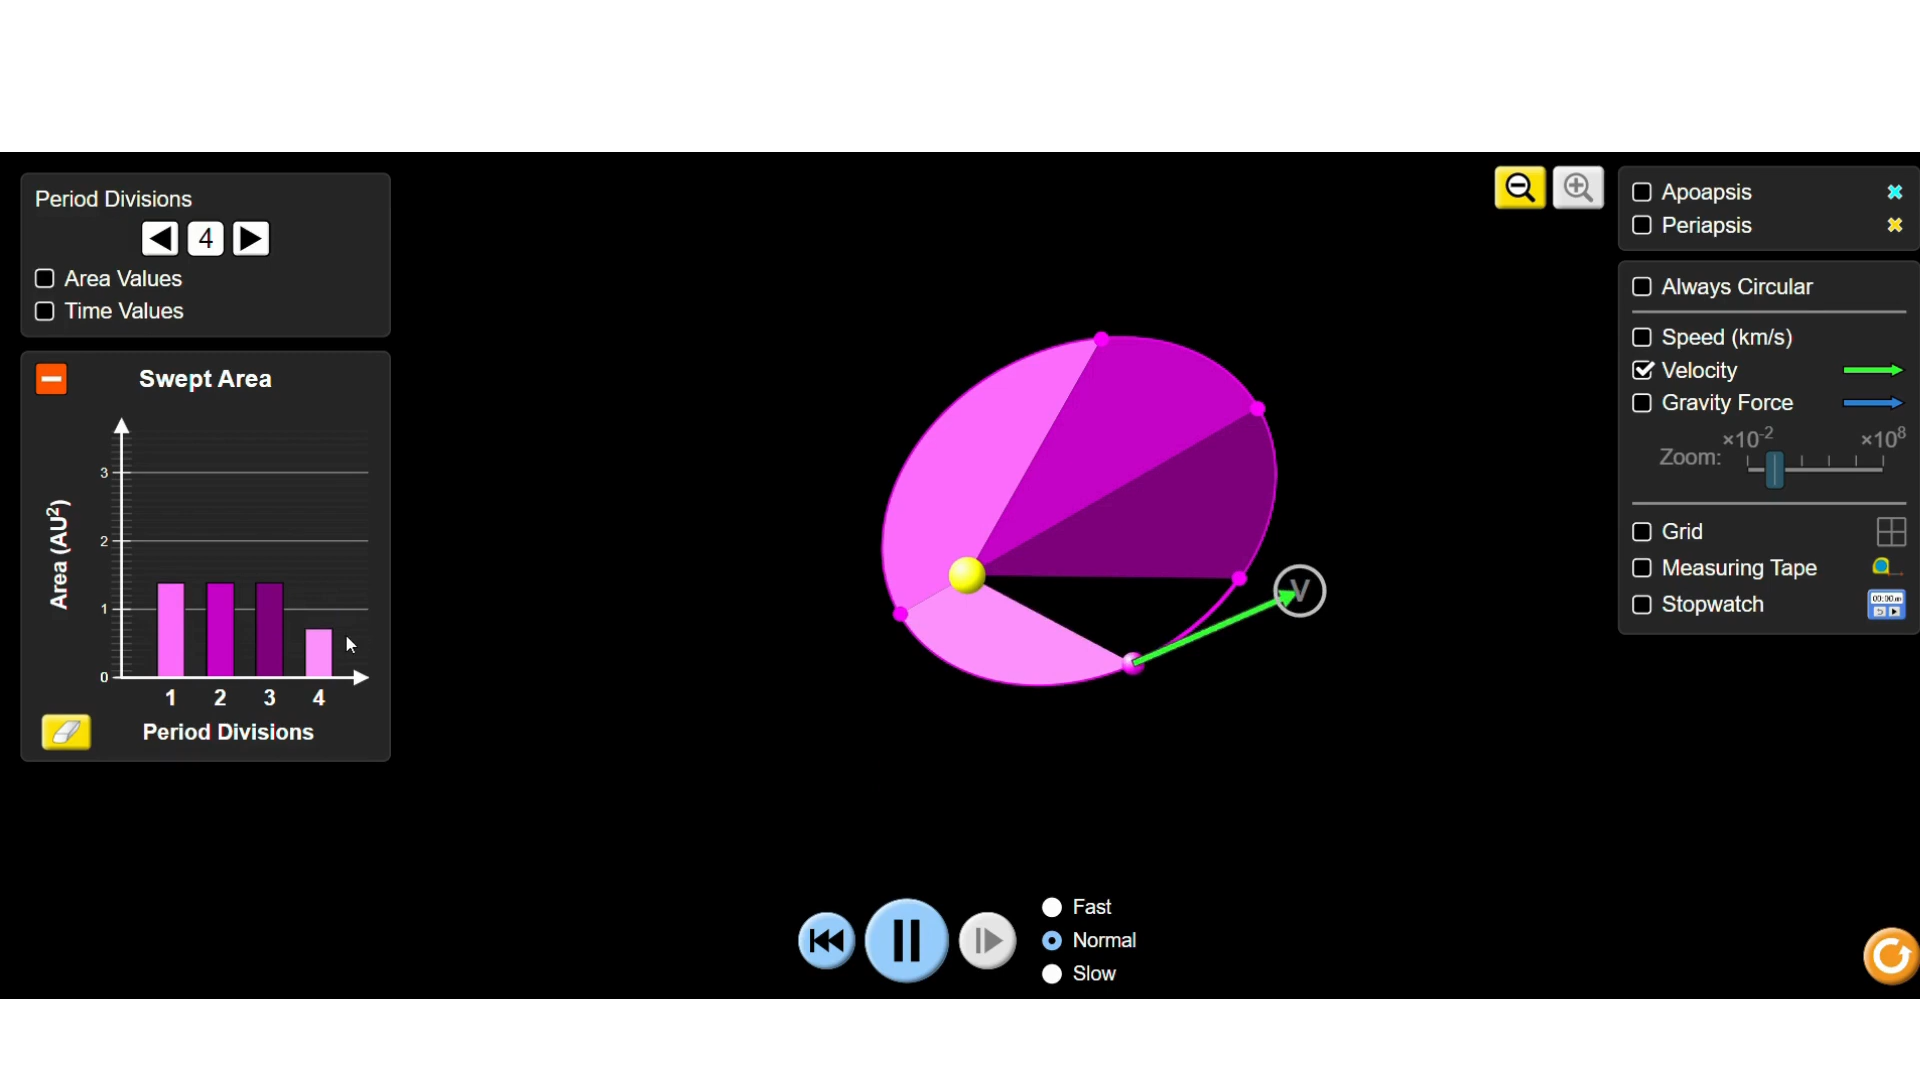 Period Divisions
4
Area Values
Time Values
Swept Area
Area (AU²)
3
2
1
0
1 2 3 4
Period Divisions
V
Fast
Normal
Slow
Apoapsis
Periapsis
Always Circular
Speed (km/s)
Velocity
Gravity Force
×10⁻² ×10⁸
Zoom:
Grid
Measuring Tape
Stopwatch